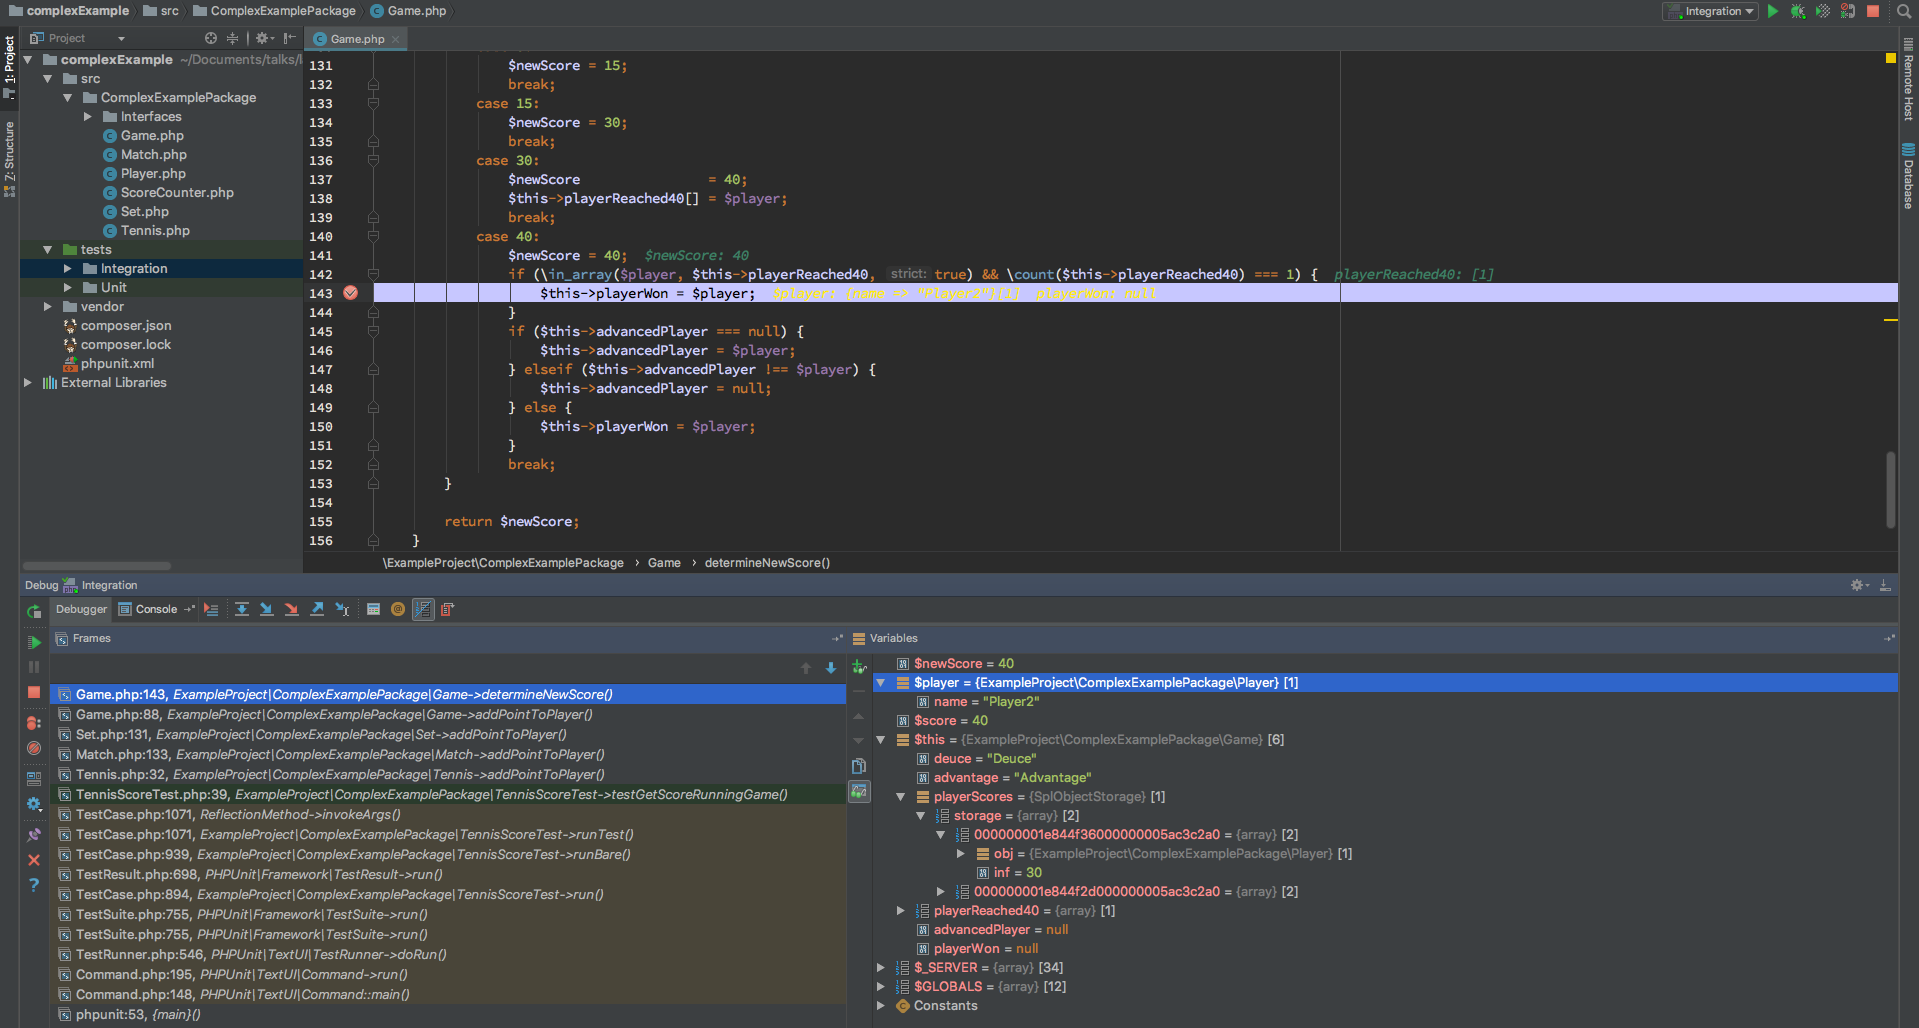 complexExample src ComplexExamplePackage Game.php
Integration
Project
Game.php
1: Project
Z: Structure
Remote Host
Database
complexExample ~/Documents/talks/l
src
ComplexExamplePackage
Interfaces
Game.php
Match.php
Player.php
ScoreCounter.php
Set.php
Tennis.php
tests
Integration
Unit
vendor
composer.json
composer.lock
phpunit.xml
External Libraries
131 $newScore = 15;
132 break;
133 case 15:
134 $newScore = 30;
135 break;
136 case 30:
137 $newScore = 40;
138 $this->playerReached40[] = $player;
139 break;
140 case 40:
141 $newScore = 40; $newScore: 40
142 if (\in_array($player, $this->playerReached40, strict: true) && \count($this->playerReached40) === 1) { playerReached40: [1]
143 $this->playerWon = $player; $player: {name => "Player2"}[1] playerWon: null
144 }
145 if ($this->advancedPlayer === null) {
146 $this->advancedPlayer = $player;
147 } elseif ($this->advancedPlayer !== $player) {
148 $this->advancedPlayer = null;
149 } else {
150 $this->playerWon = $player;
151 }
152 break;
153 }
154
155 return $newScore;
156 }
\ExampleProject\ComplexExamplePackage › Game › determineNewScore()
Debug Integration
Debugger Console
Frames
Game.php:143, ExampleProject|ComplexExamplePackage|Game->determineNewScore()
Game.php:88, ExampleProject|ComplexExamplePackage|Game->addPointToPlayer()
Set.php:131, ExampleProject|ComplexExamplePackage|Set->addPointToPlayer()
Match.php:133, ExampleProject|ComplexExamplePackage|Match->addPointToPlayer()
Tennis.php:32, ExampleProject|ComplexExamplePackage|Tennis->addPointToPlayer()
TennisScoreTest.php:39, ExampleProject|ComplexExamplePackage|TennisScoreTest->testGetScoreRunningGame()
TestCase.php:1071, ReflectionMethod->invokeArgs()
TestCase.php:1071, ExampleProject|ComplexExamplePackage|TennisScoreTest->runTest()
TestCase.php:939, ExampleProject|ComplexExamplePackage|TennisScoreTest->runBare()
TestResult.php:698, PHPUnit|Framework|TestResult->run()
TestCase.php:894, ExampleProject|ComplexExamplePackage|TennisScoreTest->run()
TestSuite.php:755, PHPUnit|Framework|TestSuite->run()
TestSuite.php:755, PHPUnit|Framework|TestSuite->run()
TestRunner.php:546, PHPUnit|TextUI|TestRunner->doRun()
Command.php:195, PHPUnit|TextUI|Command->run()
Command.php:148, PHPUnit|TextUI|Command::main()
phpunit:53, {main}()
Variables
$newScore = 40
$player = {ExampleProject\ComplexExamplePackage\Player} [1]
name = "Player2"
$score = 40
$this = {ExampleProject\ComplexExamplePackage\Game} [6]
deuce = "Deuce"
advantage = "Advantage"
playerScores = {SplObjectStorage} [1]
storage = {array} [2]
000000001e844f36000000005ac3c2a0 = {array} [2]
obj = {ExampleProject\ComplexExamplePackage\Player} [1]
inf = 30
000000001e844f2d000000005ac3c2a0 = {array} [2]
playerReached40 = {array} [1]
advancedPlayer = null
playerWon = null
$_SERVER = {array} [34]
$GLOBALS = {array} [12]
Constants